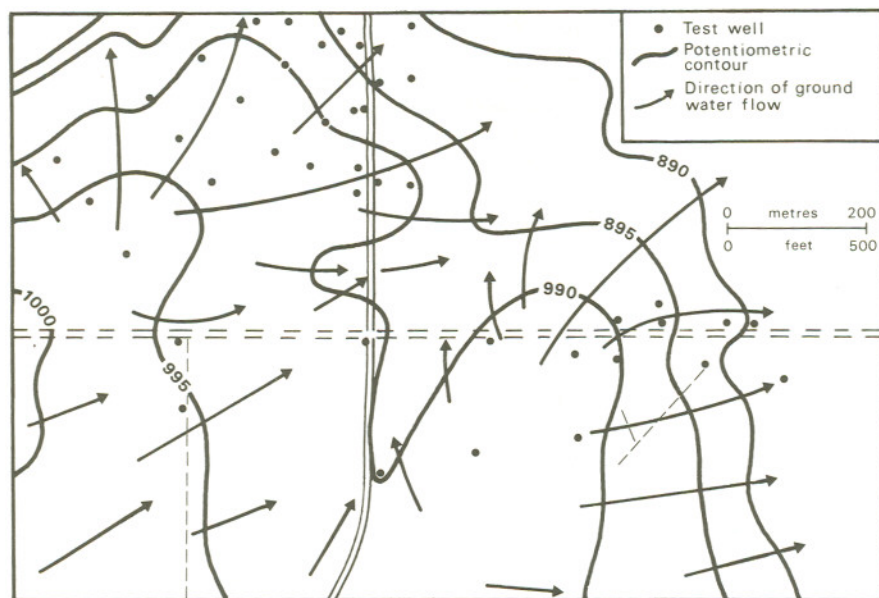 Test well
Potentiometric
contour
Direction of ground
water flow
890
895
990
1000
995
0 metres 200
0 feet 500